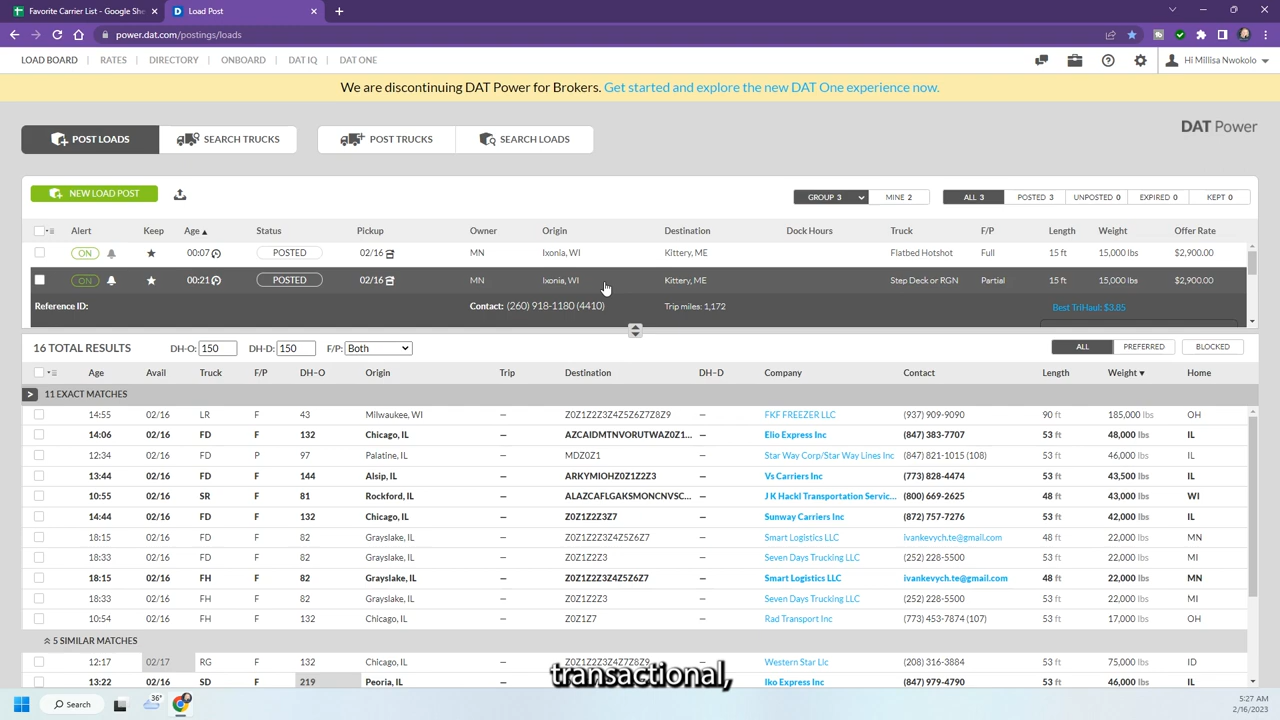 Favorite Carrier List - Google She
Load Post
power.dat.com/postings/loads
LOAD BOARD RATES DIRECTORY ONBOARD DAT IQ DAT ONE Hi Millisa Nwokolo
We are discontinuing DAT Power for Brokers. Get started and explore the new DAT One experience now.
POST LOADS SEARCH TRUCKS POST TRUCKS SEARCH LOADS DAT Power
NEW LOAD POST GROUP 3 MINE 2 ALL 3 POSTED 3 UNPOSTED 0 EXPIRED 0 KEPT 0
Alert Keep Age Status Pickup Owner Origin Destination Dock Hours Truck F/P Length Weight Offer Rate
ON 00:07 POSTED 02/16 MN Ixonia, WI Kittery, ME Flatbed Hotshot Full 15 ft 15,000 lbs $2,900.00
ON 00:21 POSTED 02/16 MN Ixonia, WI Kittery, ME Step Deck or RGN Partial 15 ft 15,000 lbs $2,900.00
Reference ID: Contact: (260) 918-1180 (4410) Trip miles: 1,172 Best TriHaul: $3.85
16 TOTAL RESULTS DH-O: 150 DH-D: 150 F/P: Both ALL PREFERRED BLOCKED
Age Avail Truck F/P DH–O Origin Trip Destination DH–D Company Contact Length Weight Home
11 EXACT MATCHES
14:55 02/16 LR F 43 Milwaukee, WI – Z0Z1Z2Z3Z4Z5Z6Z7Z8Z9 – FKF FREEZER LLC (937) 909-9090 90 ft 185,000 lbs OH
14:06 02/16 FD F 132 Chicago, IL – AZCAIDMTNVORUTWAZ0Z1... – Elio Express Inc (847) 383-7707 53 ft 48,000 lbs IL
12:34 02/16 FD P 97 Palatine, IL – MDZ0Z1 – Star Way Corp/Star Way Lines Inc (847) 821-1015 (108) 53 ft 46,000 lbs IL
13:44 02/16 FD F 144 Alsip, IL – ARKYMIOHZ0Z1Z2Z3 – Vs Carriers Inc (773) 828-4474 53 ft 43,500 lbs IL
10:55 02/16 SR F 81 Rockford, IL – ALAZCAFLGAKSMONCNVSC... – J K Hackl Transportation Servic... (800) 669-2625 48 ft 43,000 lbs WI
14:44 02/16 FD F 132 Chicago, IL – Z0Z1Z2Z3Z7 – Sunway Carriers Inc (872) 757-7276 53 ft 42,000 lbs IL
18:15 02/16 FD F 82 Grayslake, IL – Z0Z1Z2Z3Z4Z5Z6Z7 – Smart Logistics LLC ivankevych.te@gmail.com 48 ft 22,000 lbs MN
18:33 02/16 FD F 82 Grayslake, IL – Z0Z1Z2Z3 – Seven Days Trucking LLC (252) 228-5500 53 ft 22,000 lbs MI
18:15 02/16 FH F 82 Grayslake, IL – Z0Z1Z2Z3Z4Z5Z6Z7 – Smart Logistics LLC ivankevych.te@gmail.com 48 ft 22,000 lbs MN
18:33 02/16 FH F 82 Grayslake, IL – Z0Z1Z2Z3 – Seven Days Trucking LLC (252) 228-5500 53 ft 22,000 lbs MI
10:54 02/16 FH F 132 Chicago, IL – Z0Z1Z7 – Rad Transport Inc (773) 453-7874 (107) 53 ft 17,000 lbs OH
5 SIMILAR MATCHES
12:17 02/17 RG F 132 Chicago, IL – Z0Z1Z2Z3Z4Z5Z6Z7Z8Z9 – Western Star Llc (208) 316-3884 53 ft 75,000 lbs ID
13:22 02/16 SD F 219 Peoria, IL – Iko Express Inc (847) 979-4790 53 ft 46,000 lbs IL
transactional,
Search 36° 5:27 AM
2/16/2023